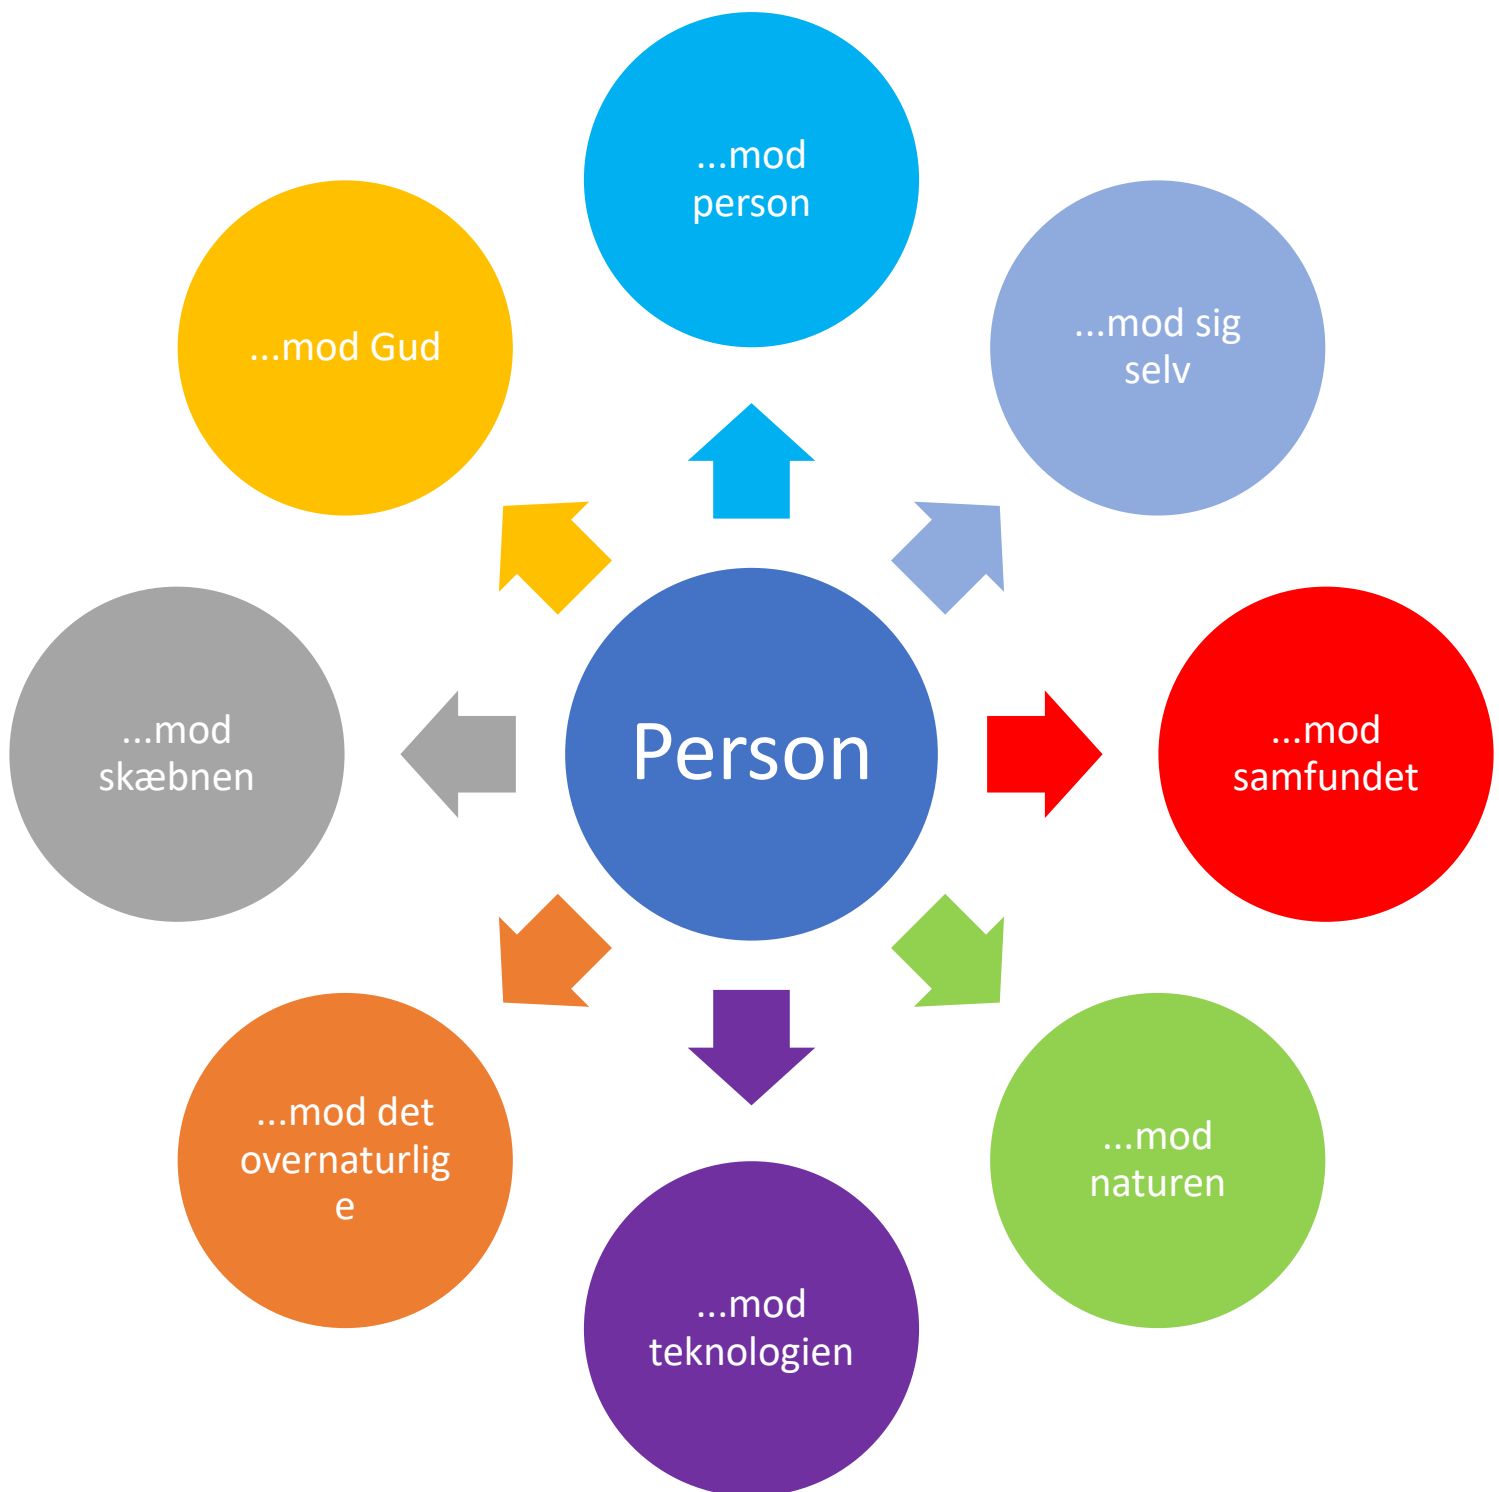 Person
...mod
person
...mod sig
selv
...mod
samfundet
...mod
naturen
...mod
teknologien
...mod det
overnaturlig
e
...mod
skæbnen
...mod Gud